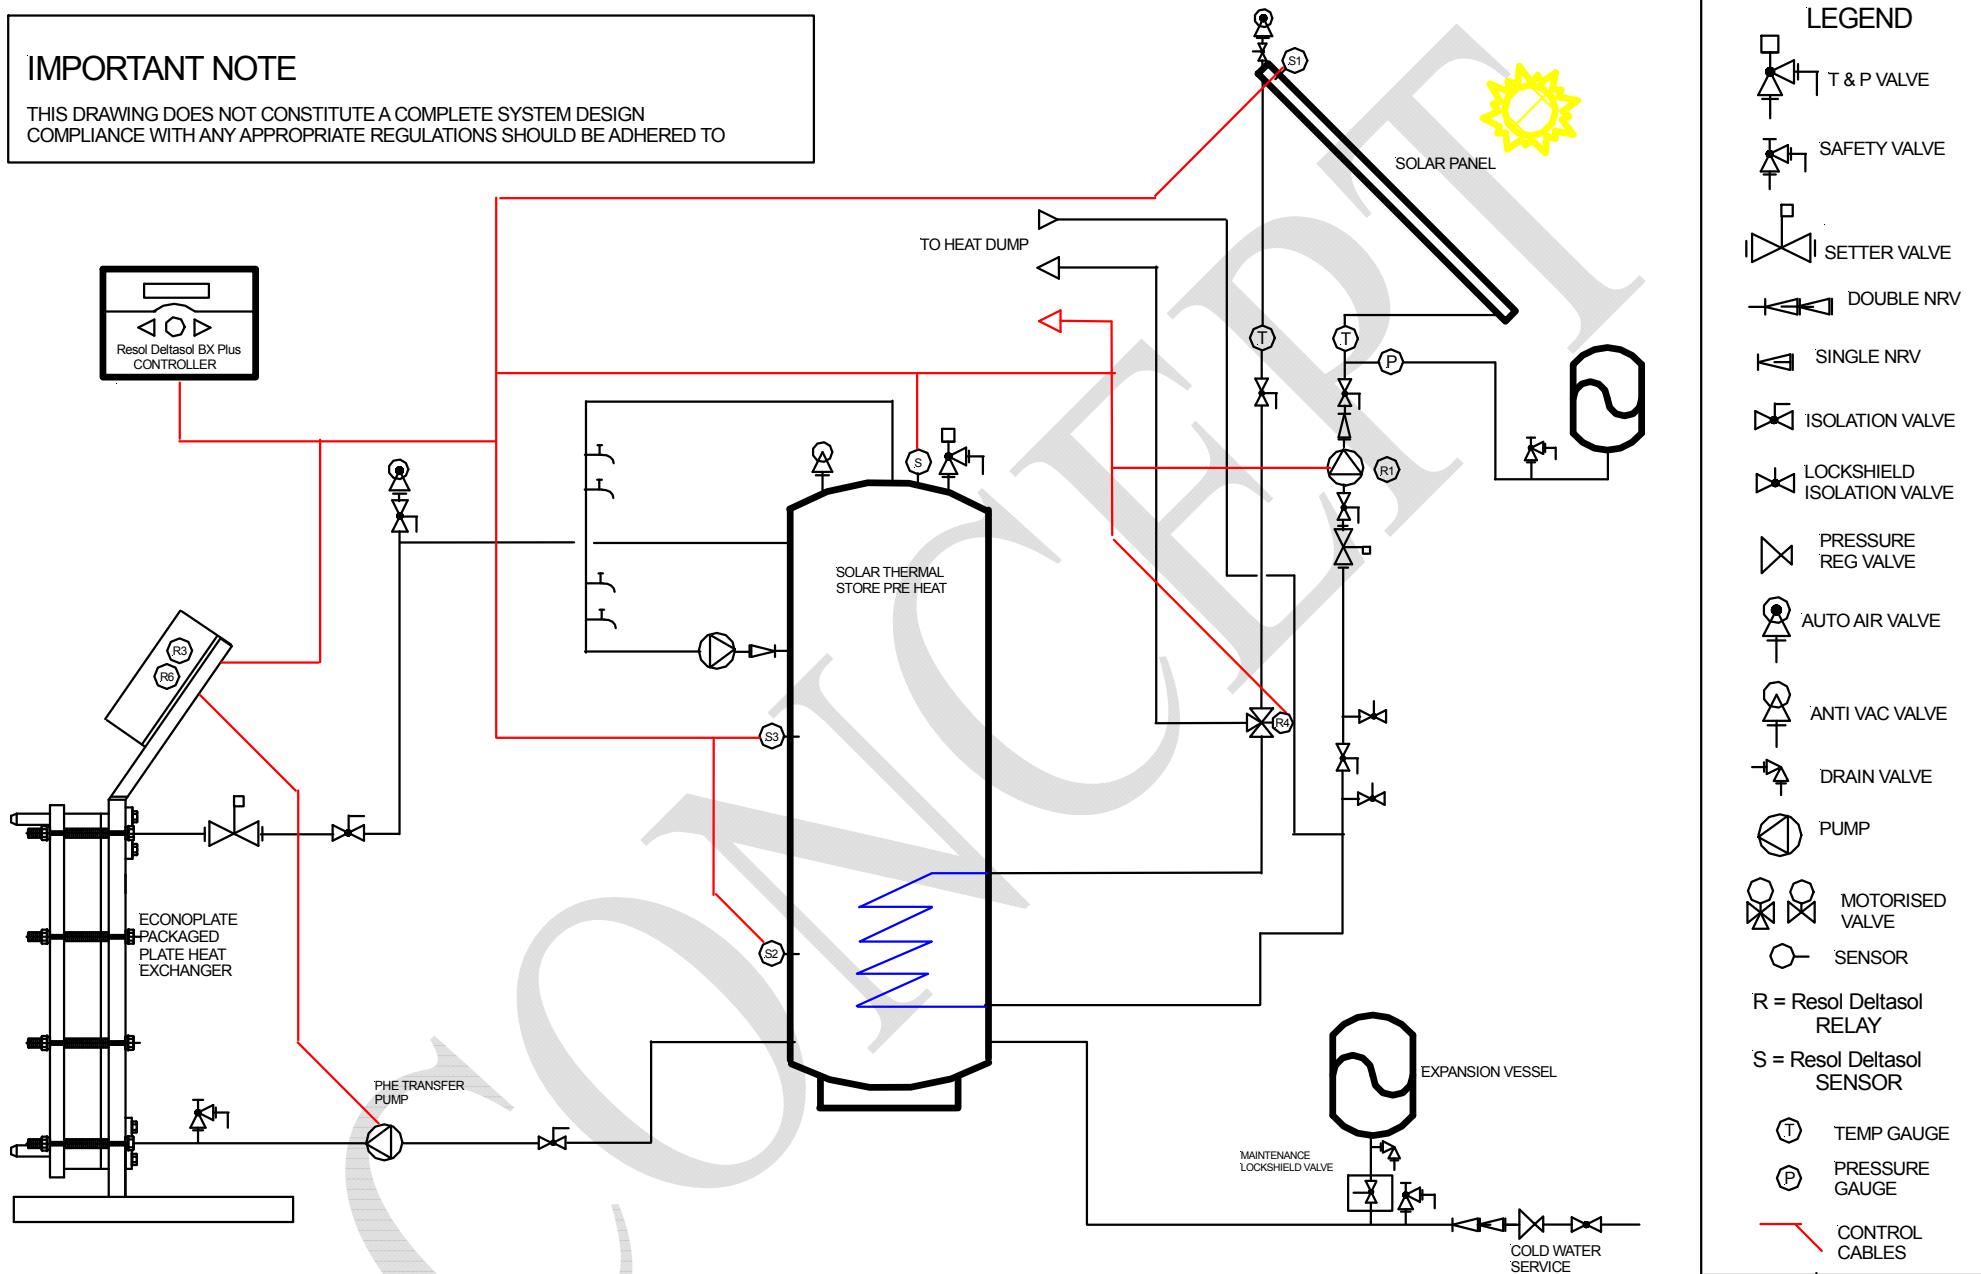 IMPORTANT NOTE
THIS DRAWING DOES NOT CONSTITUTE A COMPLETE SYSTEM DESIGN
COMPLIANCE WITH ANY APPROPRIATE REGULATIONS SHOULD BE ADHERED TO
S1
SOLAR PANEL
TO HEAT DUMP
Resol Deltasol BX Plus
CONTROLLER
T
T
P
S
R1
SOLAR THERMAL
STORE PRE HEAT
R3
R6
S3
R4
S2
ECONOPLATE
PACKAGED
PLATE HEAT
EXCHANGER
PHE TRANSFER
PUMP
EXPANSION VESSEL
MAINTENANCE
LOCKSHIELD VALVE
COLD WATER
SERVICE
CONCEPT
LEGEND
T & P VALVE
SAFETY VALVE
SETTER VALVE
DOUBLE NRV
SINGLE NRV
ISOLATION VALVE
LOCKSHIELD
ISOLATION VALVE
PRESSURE
REG VALVE
AUTO AIR VALVE
ANTI VAC VALVE
DRAIN VALVE
PUMP
MOTORISED
VALVE
SENSOR
R = Resol Deltasol
RELAY
S = Resol Deltasol
SENSOR
T TEMP GAUGE
P PRESSURE
GAUGE
CONTROL
CABLES